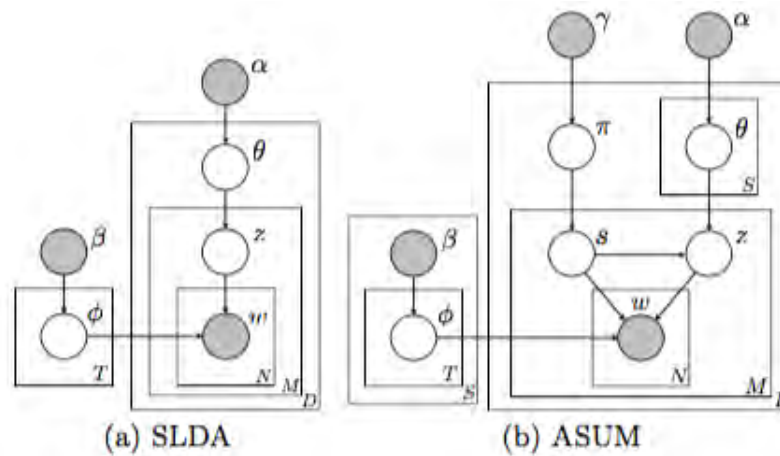 γ α
α
π θ
θ S
β z β s z
ϕ w ϕ w
T N M D T S N M
(a) SLDA (b) ASUM